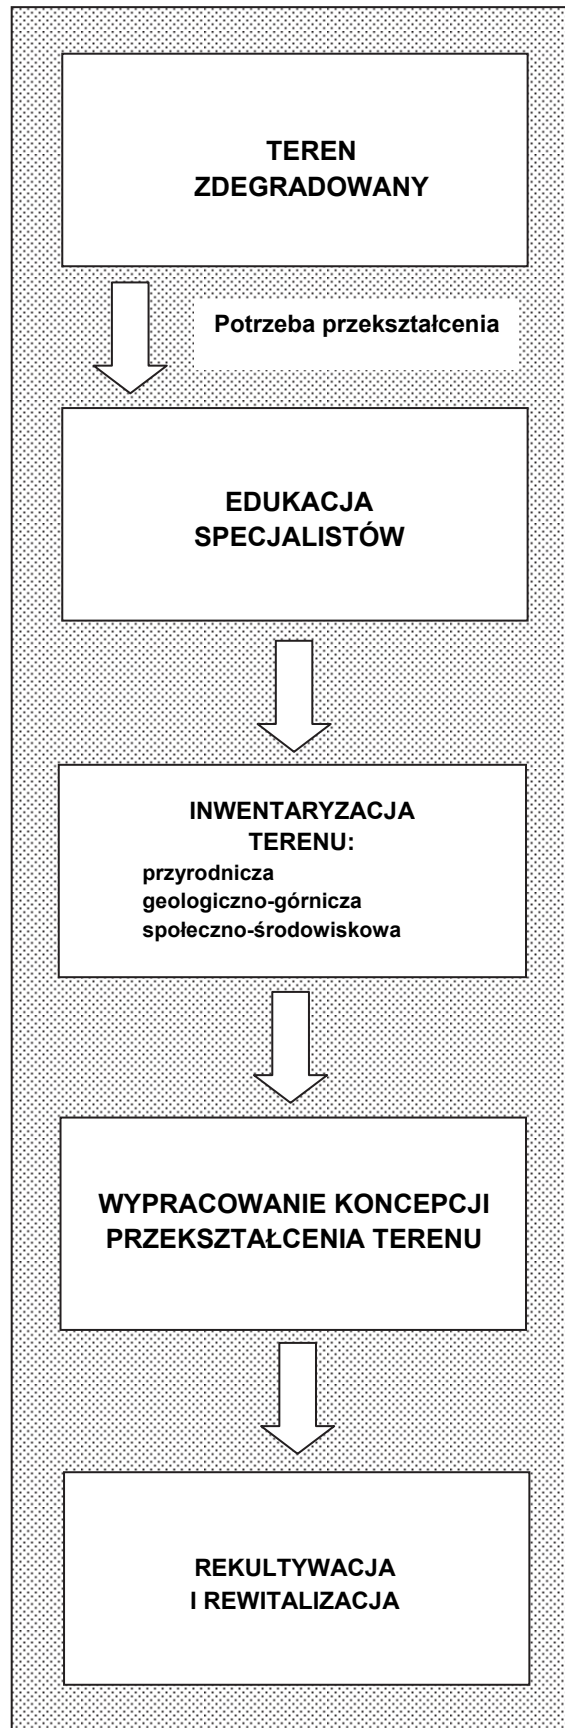 TEREN
ZDEGRADOWANY
Potrzeba przekształcenia
EDUKACJA
SPECJALISTÓW
INWENTARYZACJA
TERENU:
przyrodnicza
geologiczno-górnicza
społeczno-środowiskowa
WYPRACOWANIE KONCEPCJI
PRZEKSZTAŁCENIA TERENU
REKULTYWACJA
I REWITALIZACJA